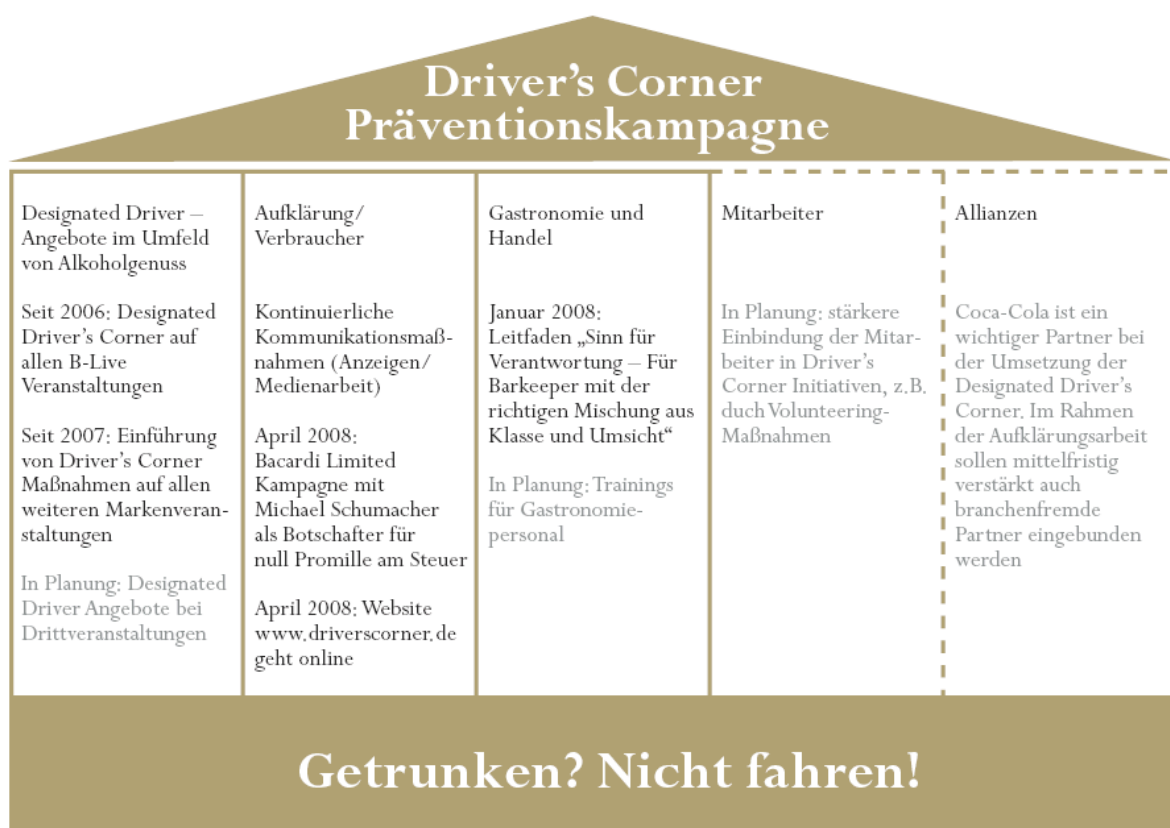 Driver's Corner
Präventionskampagne
Designated Driver –
Angebote im Umfeld
von Alkoholgenuss
Seit 2006: Designated
Driver's Corner auf
allen B-Live
Veranstaltungen
Seit 2007: Einführung
von Driver's Corner
Maßnahmen auf allen
weiteren Markenveran-
staltungen
In Planung: Designated
Driver Angebote bei
Drittveranstaltungen
Aufklärung/
Verbraucher
Kontinuierliche
Kommunikationsmaß-
nahmen (Anzeigen/
Medienarbeit)
April 2008:
Bacardi Limited
Kampagne mit
Michael Schumacher
als Botschafter für
null Promille am Steuer
April 2008: Website
www.driverscorner.de
geht online
Gastronomie und
Handel
Januar 2008:
Leitfaden „Sinn für
Verantwortung – Für
Barkeeper mit der
richtigen Mischung aus
Klasse und Umsicht“
In Planung: Trainings
für Gastronomie-
personal
Mitarbeiter
In Planung: stärkere
Einbindung der Mitar-
beiter in Driver's
Corner Initiativen, z.B.
duch Volunteering-
Maßnahmen
Allianzen
Coca-Cola ist ein
wichtiger Partner bei
der Umsetzung der
Designated Driver's
Corner. Im Rahmen
der Aufklärungsarbeit
sollen mittelfristig
verstärkt auch
branchenfremde
Partner eingebunden
werden
Getrunken? Nicht fahren!